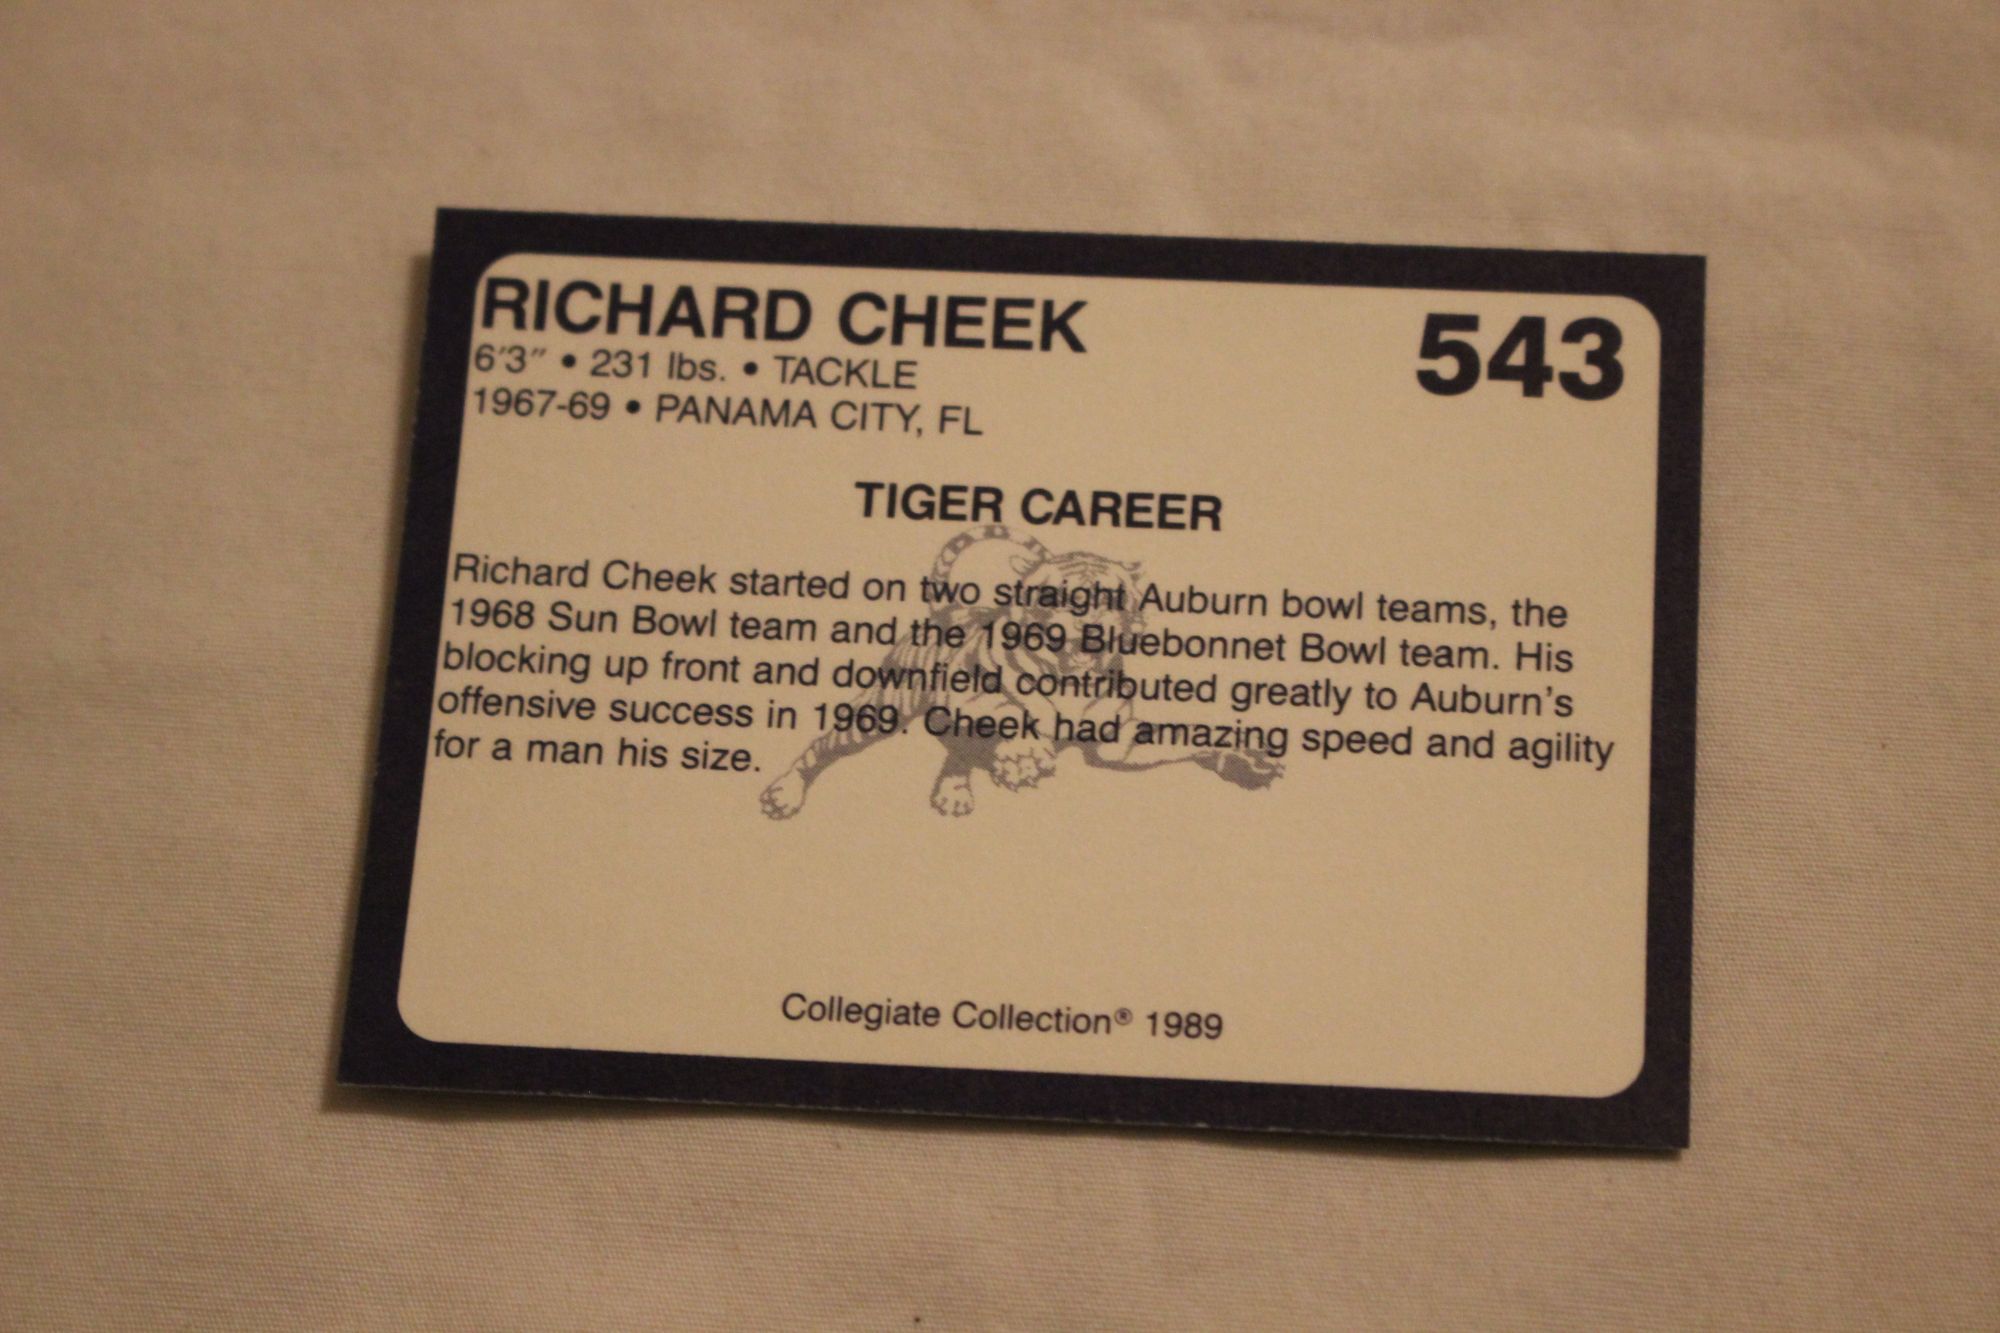 RICHARD CHEEK
543
6'3" • 231 lbs. • TACKLE
1967-69 • PANAMA CITY, FL
TIGER CAREER
Richard Cheek started on two straight Auburn bowl teams, the
1968 Sun Bowl team and the 1969 Bluebonnet Bowl team. His
blocking up front and downfield contributed greatly to Auburn's
offensive success in 1969. Cheek had amazing speed and agility
for a man his size.
Collegiate Collection® 1989